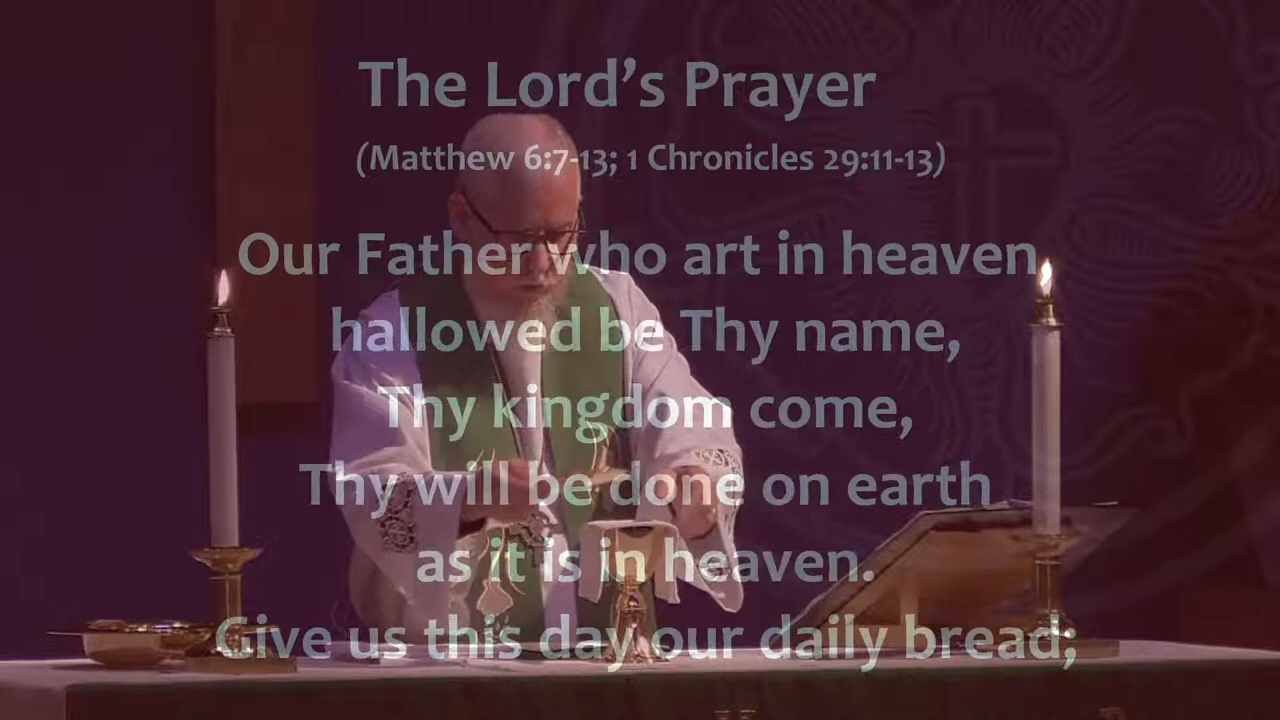 The Lord’s Prayer
(Matthew 6:7-13; 1 Chronicles 29:11-13)
Our Father who art in heaven,
hallowed be Thy name,
Thy kingdom come,
Thy will be done on earth
as it is in heaven.
Give us this day our daily bread;